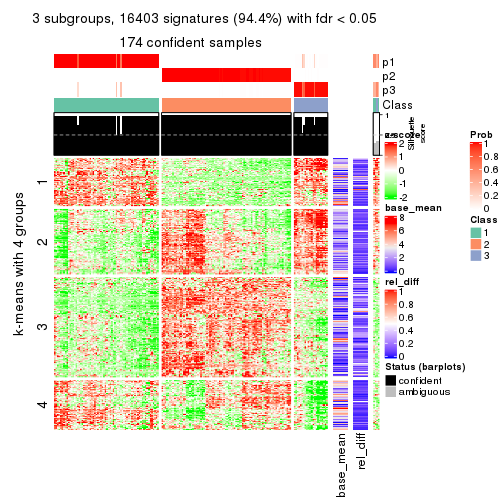 3 subgroups, 16403 signatures (94.4%) with fdr < 0.05
174 confident samples
p1
p2
p3
Class
1
Silhouette
score
z-score
2
1
-2
base_mean
8
6
4
2
0
rel_diff
1
0.8
0.6
0.4
0.2
0
Status (barplots)
confident
ambiguous
Prob
1
0.8
0.6
0.4
0.2
0
Class
1
2
3
k-means with 4 groups
1
2
3
4
base_mean
rel_diff